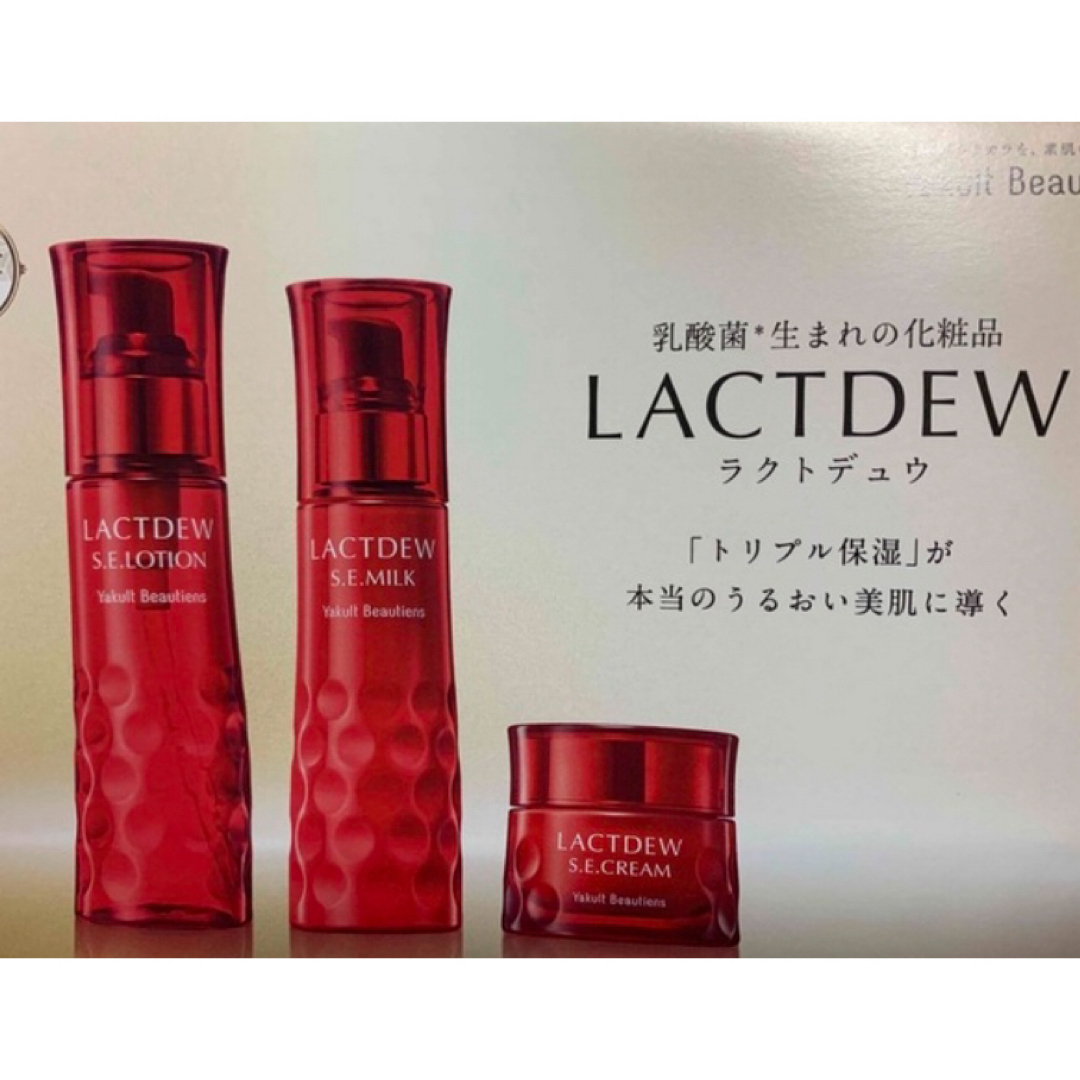 Beau
乳酸菌*生まれの化粧品
LACTDEW
ラクトデュウ
「トリプル保湿」が
本当のうるおい美肌に導く
LACTDEW
S.E.LOTION
Yakult Beautiens
LACTDEW
S.E.MILK
Yakult Beautiens
LACTDEW
S.E.CREAM
Yakult Beautiens